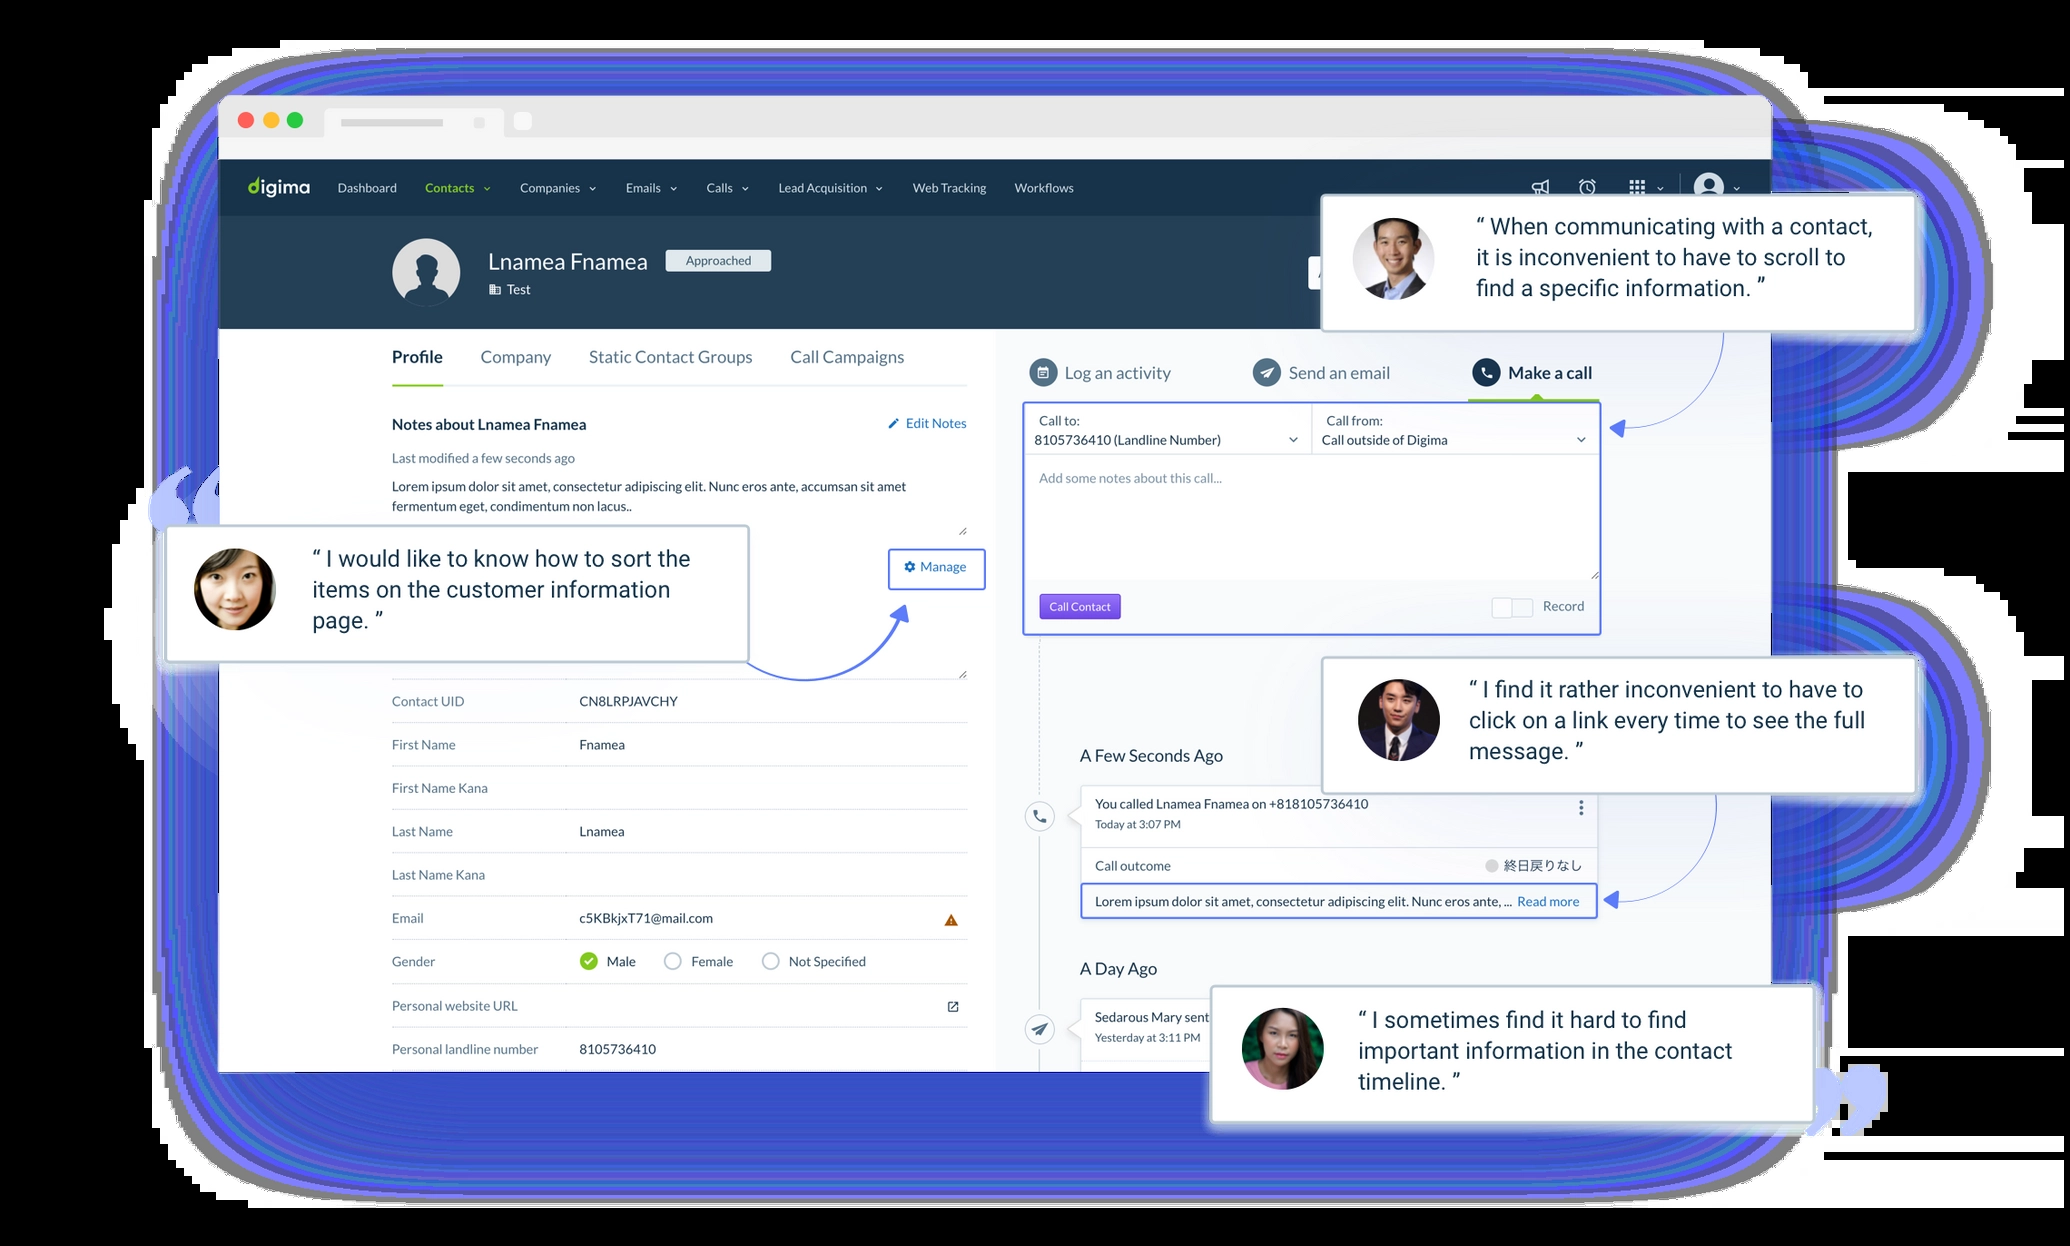 digima
Dashboard
Contacts
Companies
Emails
Calls
Lead Acquisition
Web Tracking
Workflows
Lnamea Fnamea
Approached
Test
“ When communicating with a contact,
it is inconvenient to have to scroll to
find a specific information. ”
Profile
Company
Static Contact Groups
Call Campaigns
Notes about Lnamea Fnamea
Edit Notes
Last modified a few seconds ago
Lorem ipsum dolor sit amet, consectetur adipiscing elit. Nunc eros ante, accumsan sit amet
fermentum eget, condimentum non lacus..
“ I would like to know how to sort the
items on the customer information
page. ”
Manage
Contact UID
CN8LRPJAVCHY
First Name
Fnamea
First Name Kana
Last Name
Lnamea
Last Name Kana
Email
c5KBkjxT71@mail.com
Gender
Male
Female
Not Specified
Personal website URL
Personal landline number
8105736410
Log an activity
Send an email
Make a call
Call to:
8105736410 (Landline Number)
Call from:
Call outside of Digima
Add some notes about this call...
Call Contact
Record
“ I find it rather inconvenient to have to
click on a link every time to see the full
message. ”
A Few Seconds Ago
You called Lnamea Fnamea on +818105736410
Today at 3:07 PM
Call outcome
終日戻りなし
Lorem ipsum dolor sit amet, consectetur adipiscing elit. Nunc eros ante, ... Read more
A Day Ago
Sedarous Mary sent
Yesterday at 3:11 PM
“ I sometimes find it hard to find
important information in the contact
timeline. ”